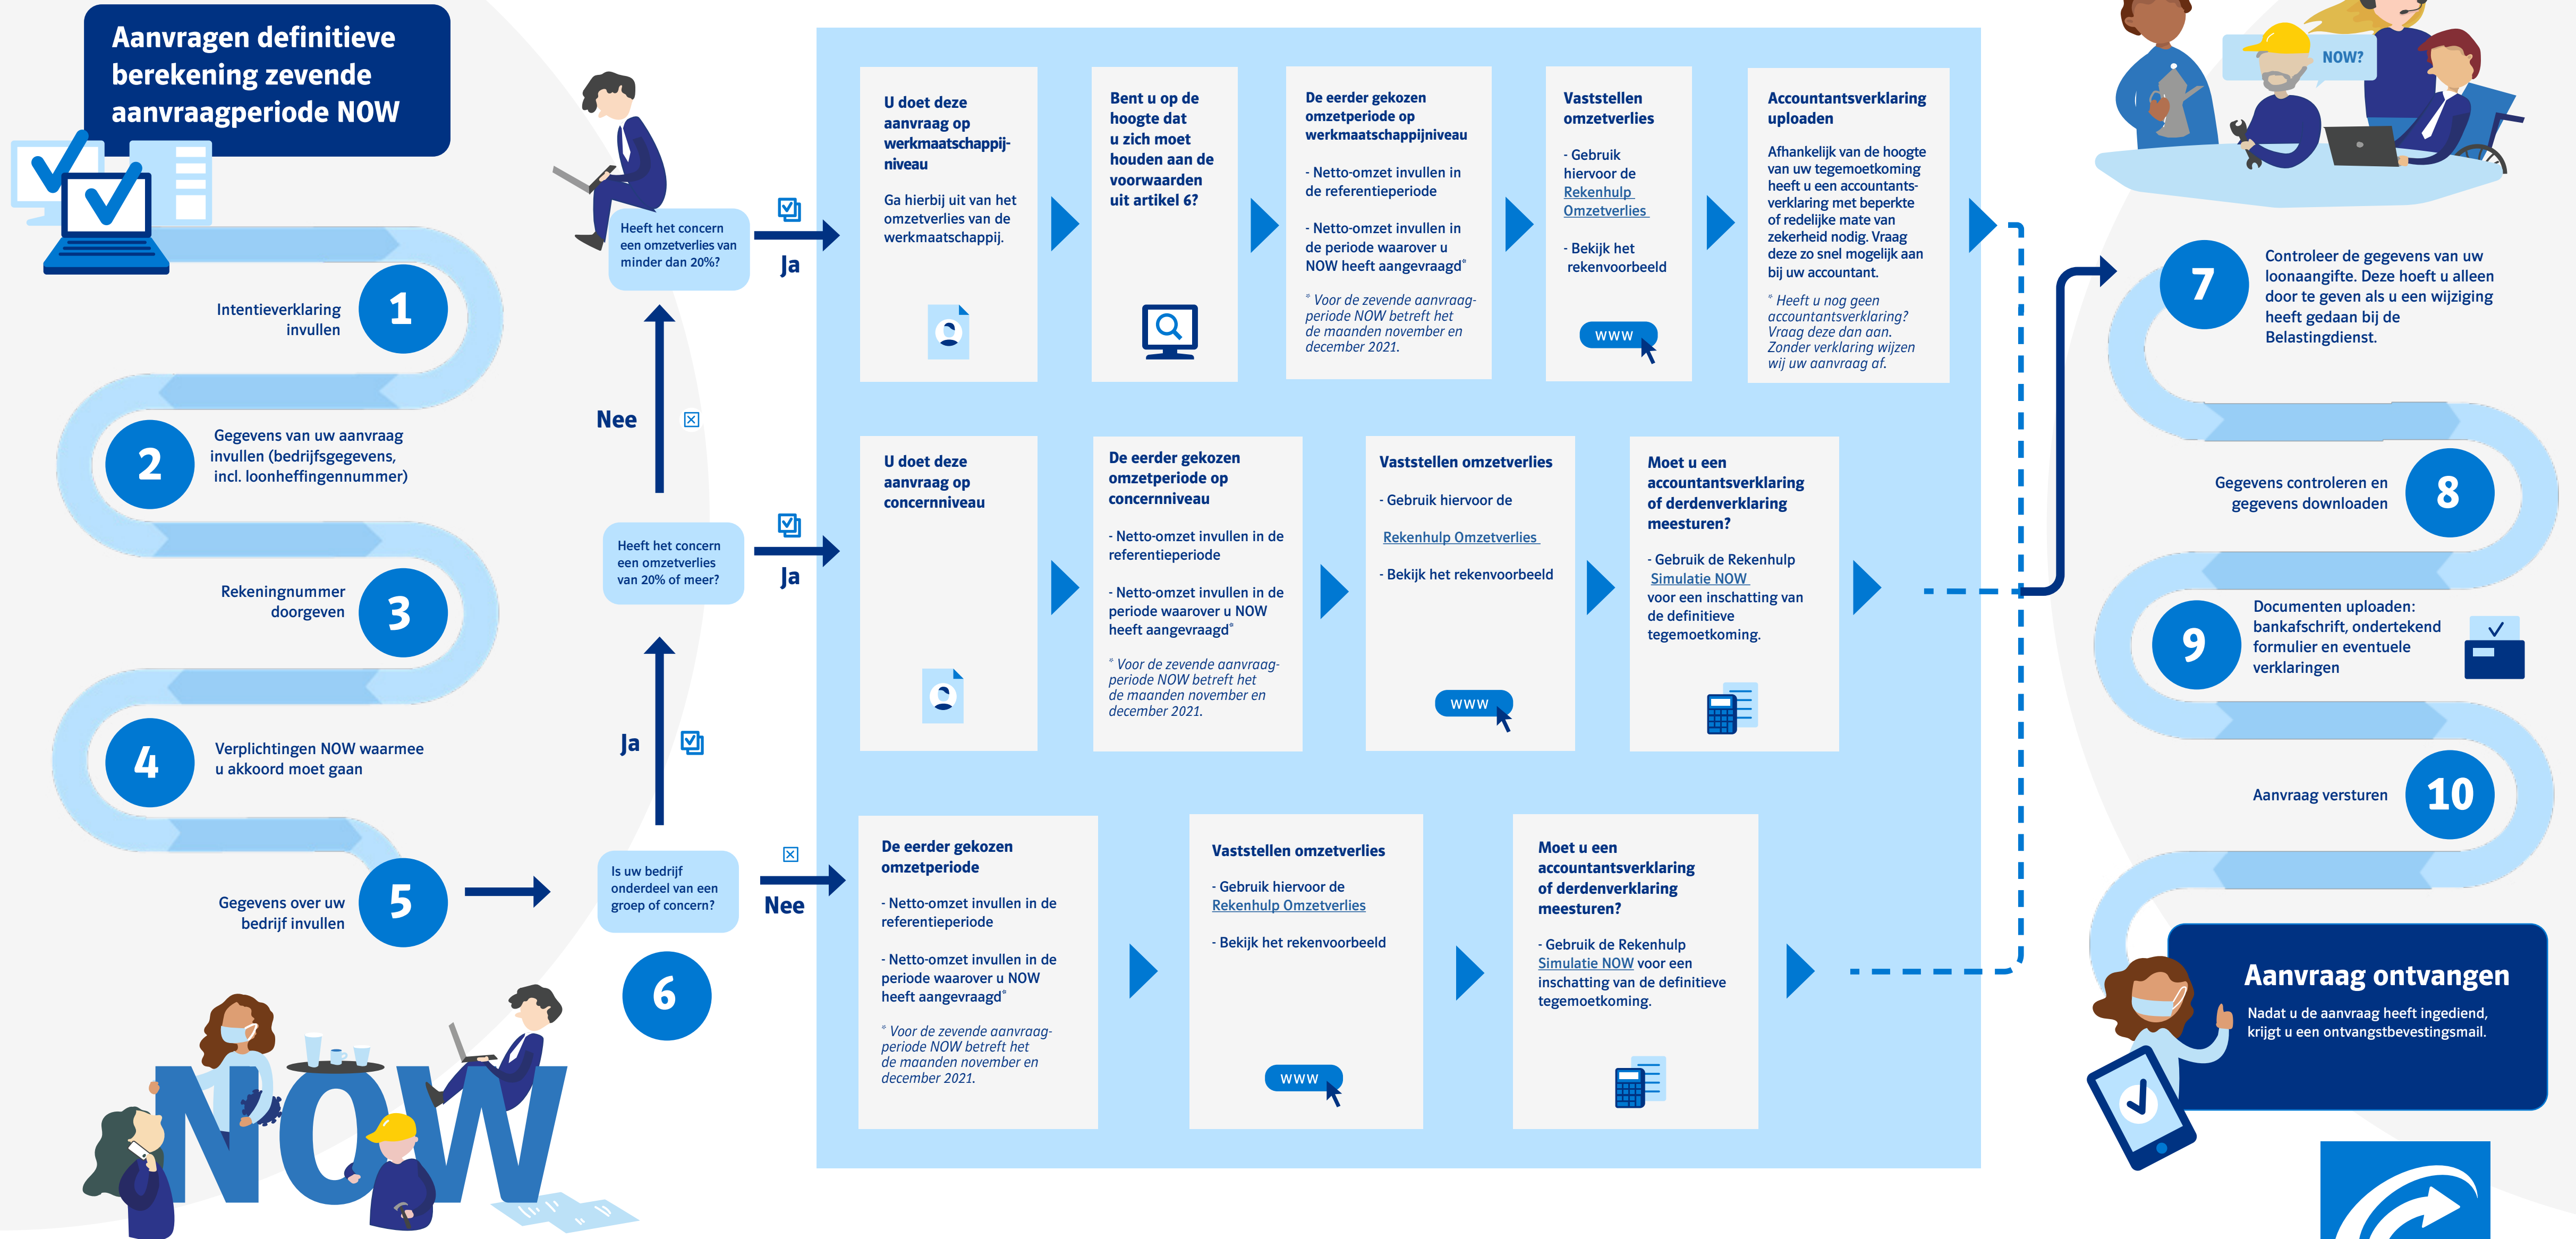 Aanvragen definitieve
berekening zevende
aanvraagperiode NOW
1
Intentieverklaring
invullen
2
Gegevens van uw aanvraag
invullen (bedrijfsgegevens,
incl. loonheffingennummer)
3
Rekeningnummer
doorgeven
4
Verplichtingen NOW waarmee
u akkoord moet gaan
5
Gegevens over uw
bedrijf invullen
6
Is uw bedrijf
onderdeel van een
groep of concern?
Nee
Ja
Heeft het concern
een omzetverlies
van 20% of meer?
Ja
Nee
Heeft het concern
een omzetverlies van
minder dan 20%?
Ja
U doet deze
aanvraag op
werkmaatschappij-
niveau
Ga hierbij uit van het
omzetverlies van de
werkmaatschappij.
Bent u op de
hoogte dat
u zich moet
houden aan de
voorwaarden
uit artikel 6?
De eerder gekozen
omzetperiode op
werkmaatschappijniveau
- Netto-omzet invullen in
de referentieperiode
- Netto-omzet invullen in
de periode waarover u
NOW heeft aangevraagd*
* Voor de zevende aanvraag-
periode NOW betreft het
de maanden november en
december 2021.
Vaststellen
omzetverlies
- Gebruik
hiervoor de
Rekenhulp
Omzetverlies
- Bekijk het
rekenvoorbeeld
www
Accountantsverklaring
uploaden
Afhankelijk van de hoogte
van uw tegemoetkoming
heeft u een accountants-
verklaring met beperkte
of redelijke mate van
zekerheid nodig. Vraag
deze zo snel mogelijk aan
bij uw accountant.
* Heeft u nog geen
accountantsverklaring?
Vraag deze dan aan.
Zonder verklaring wijzen
wij uw aanvraag af.
U doet deze
aanvraag op
concernniveau
De eerder gekozen
omzetperiode op
concernniveau
- Netto-omzet invullen in de
referentieperiode
- Netto-omzet invullen in de
periode waarover u NOW
heeft aangevraagd*
* Voor de zevende aanvraag-
periode NOW betreft het
de maanden november en
december 2021.
Vaststellen omzetverlies
- Gebruik hiervoor de
Rekenhulp Omzetverlies
- Bekijk het rekenvoorbeeld
www
Moet u een
accountantsverklaring
of derdenverklaring
meesturen?
- Gebruik de Rekenhulp
Simulatie NOW
voor een inschatting van
de definitieve
tegemoetkoming.
De eerder gekozen
omzetperiode
- Netto-omzet invullen in de
referentieperiode
- Netto-omzet invullen in de
periode waarover u NOW
heeft aangevraagd*
* Voor de zevende aanvraag-
periode NOW betreft het
de maanden november en
december 2021.
Vaststellen omzetverlies
- Gebruik hiervoor de
Rekenhulp Omzetverlies
- Bekijk het rekenvoorbeeld
www
Moet u een
accountantsverklaring
of derdenverklaring
meesturen?
- Gebruik de Rekenhulp
Simulatie NOW voor een
inschatting van de definitieve
tegemoetkoming.
NOW?
7
Controleer de gegevens van uw
loonaangifte. Deze hoeft u alleen
door te geven als u een wijziging
heeft gedaan bij de
Belastingdienst.
8
Gegevens controleren en
gegevens downloaden
9
Documenten uploaden:
bankafschrift, ondertekend
formulier en eventuele
verklaringen
10
Aanvraag versturen
Aanvraag ontvangen
Nadat u de aanvraag heeft ingediend,
krijgt u een ontvangstbevestingsmail.
NOW